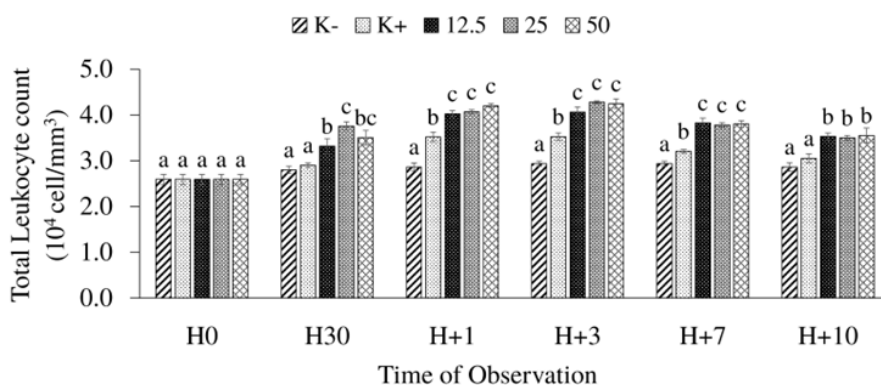 K- K+ 12.5 25 50
Total Leukocyte count
(10⁴ cell/mm³)
5.0
4.0
3.0
2.0
1.0
0.0
a a a a a
a a b c bc
a b c c c
a b c c c
a b c c c
a a b b b
H0 H30 H+1 H+3 H+7 H+10
Time of Observation